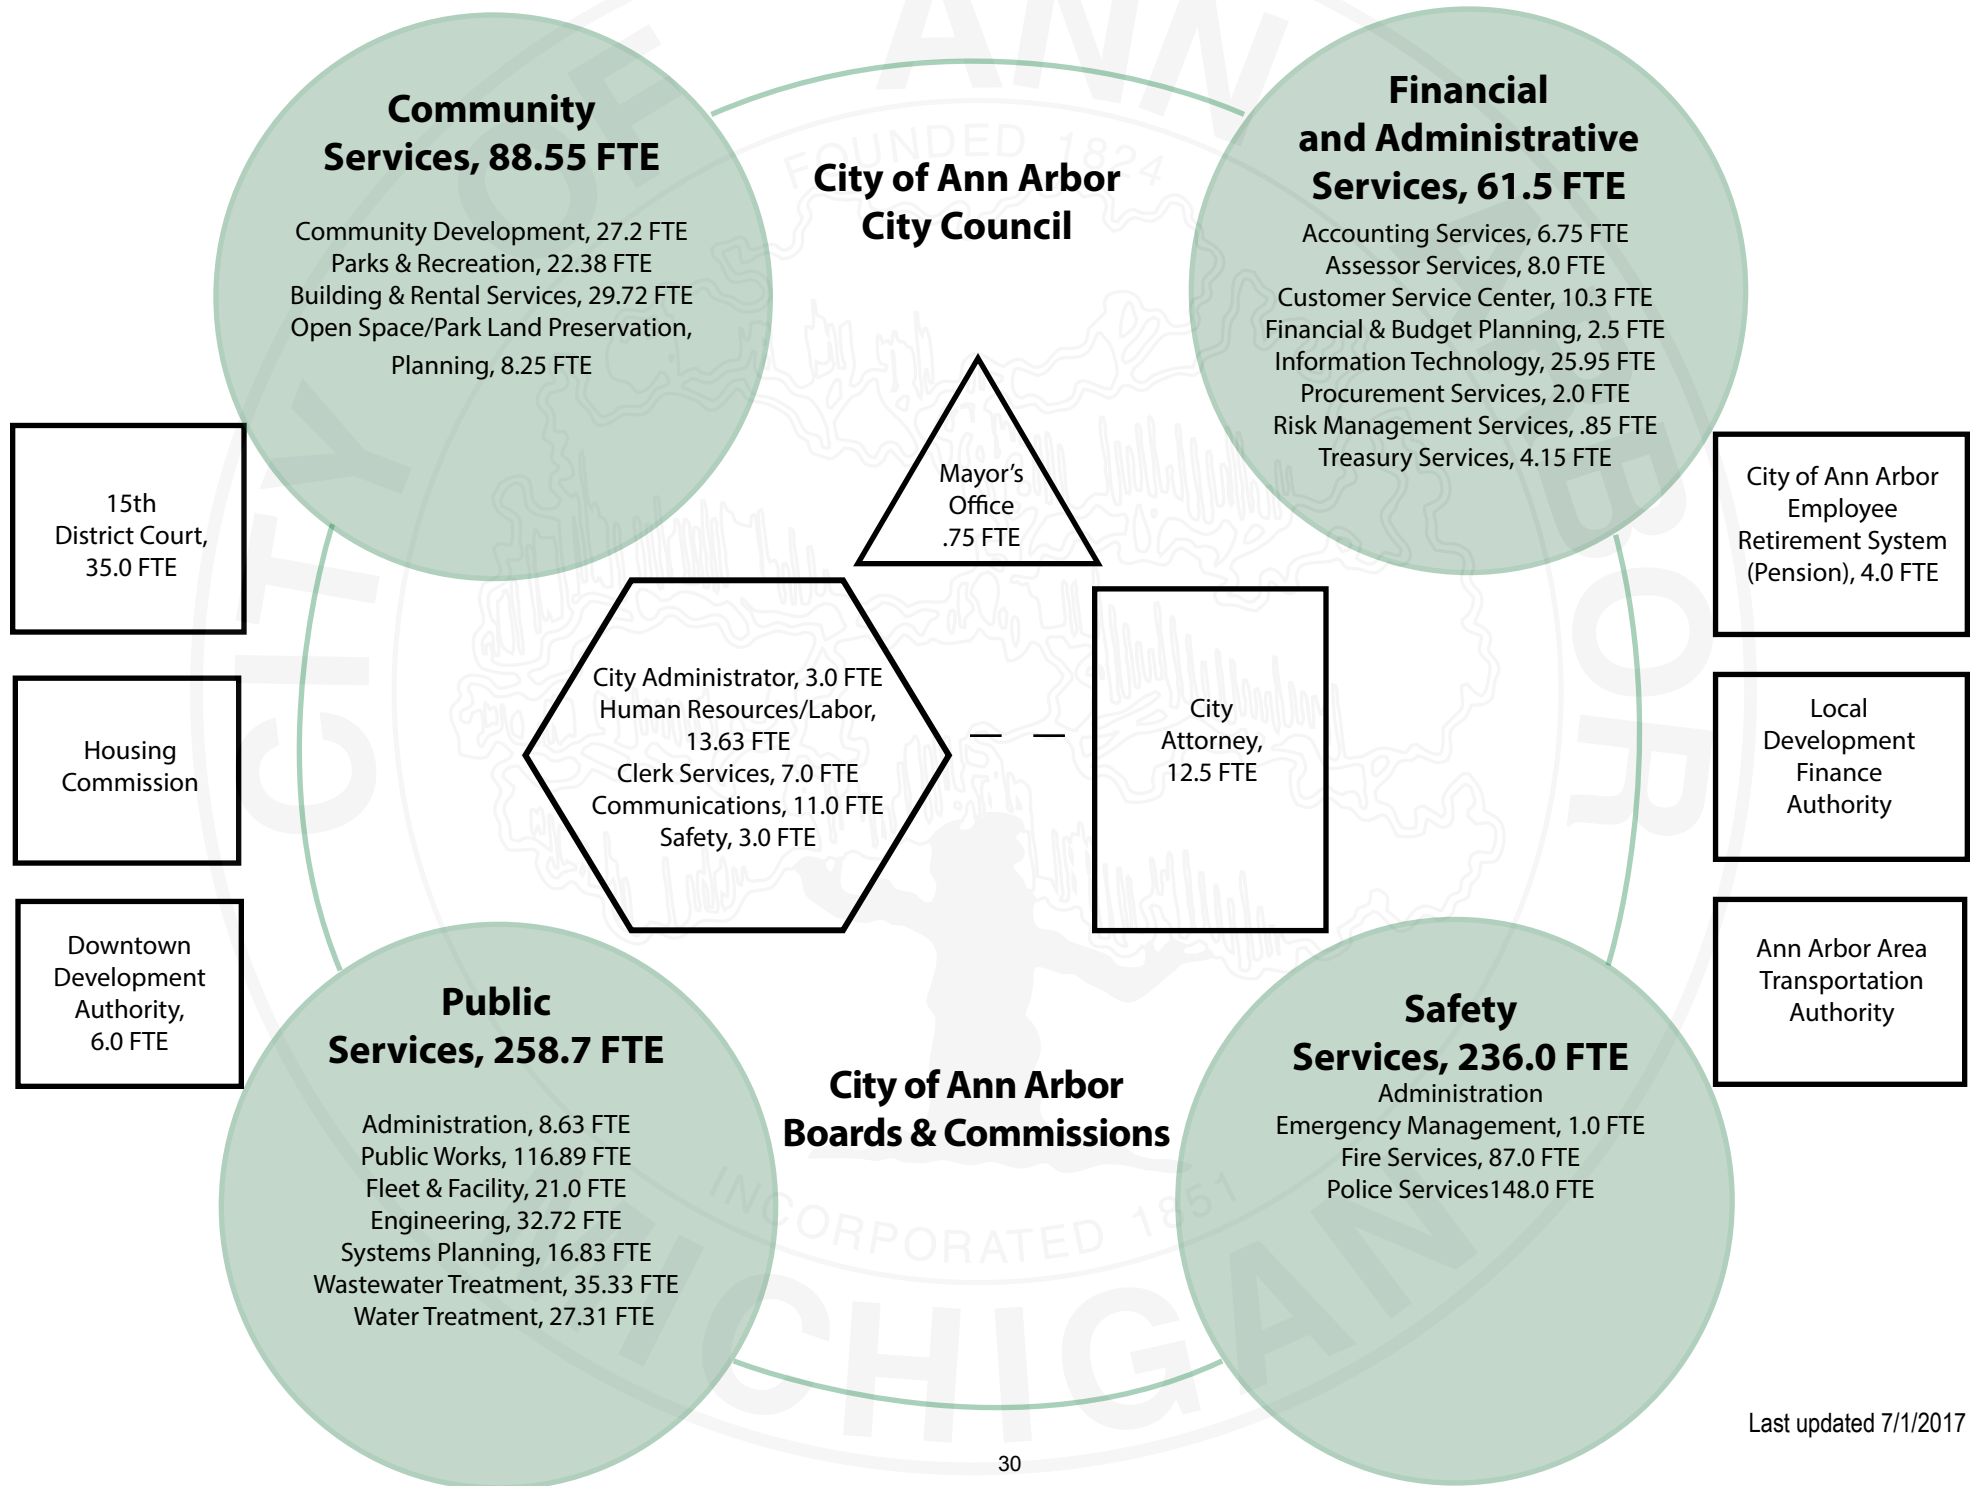 Community
Services, 88.55 FTE
Community Development, 27.2 FTE
Parks & Recreation, 22.38 FTE
Building & Rental Services, 29.72 FTE
Open Space/Park Land Preservation,
Planning, 8.25 FTE
City of Ann Arbor
City Council
Financial
and Administrative
Services, 61.5 FTE
Accounting Services, 6.75 FTE
Assessor Services, 8.0 FTE
Customer Service Center, 10.3 FTE
Financial & Budget Planning, 2.5 FTE
Information Technology, 25.95 FTE
Procurement Services, 2.0 FTE
Risk Management Services, .85 FTE
Treasury Services, 4.15 FTE
15th
District Court,
35.0 FTE
Mayor's
Office
.75 FTE
City of Ann Arbor
Employee
Retirement System
(Pension), 4.0 FTE
Housing
Commission
City Administrator, 3.0 FTE
Human Resources/Labor,
13.63 FTE
Clerk Services, 7.0 FTE
Communications, 11.0 FTE
Safety, 3.0 FTE
City
Attorney,
12.5 FTE
Local
Development
Finance
Authority
Downtown
Development
Authority,
6.0 FTE
Ann Arbor Area
Transportation
Authority
Public
Services, 258.7 FTE
Administration, 8.63 FTE
Public Works, 116.89 FTE
Fleet & Facility, 21.0 FTE
Engineering, 32.72 FTE
Systems Planning, 16.83 FTE
Wastewater Treatment, 35.33 FTE
Water Treatment, 27.31 FTE
City of Ann Arbor
Boards & Commissions
Safety
Services, 236.0 FTE
Administration
Emergency Management, 1.0 FTE
Fire Services, 87.0 FTE
Police Services148.0 FTE
CITY OF ANN ARBOR
FOUNDED 1824
INCORPORATED 1851
MICHIGAN
Last updated 7/1/2017
30